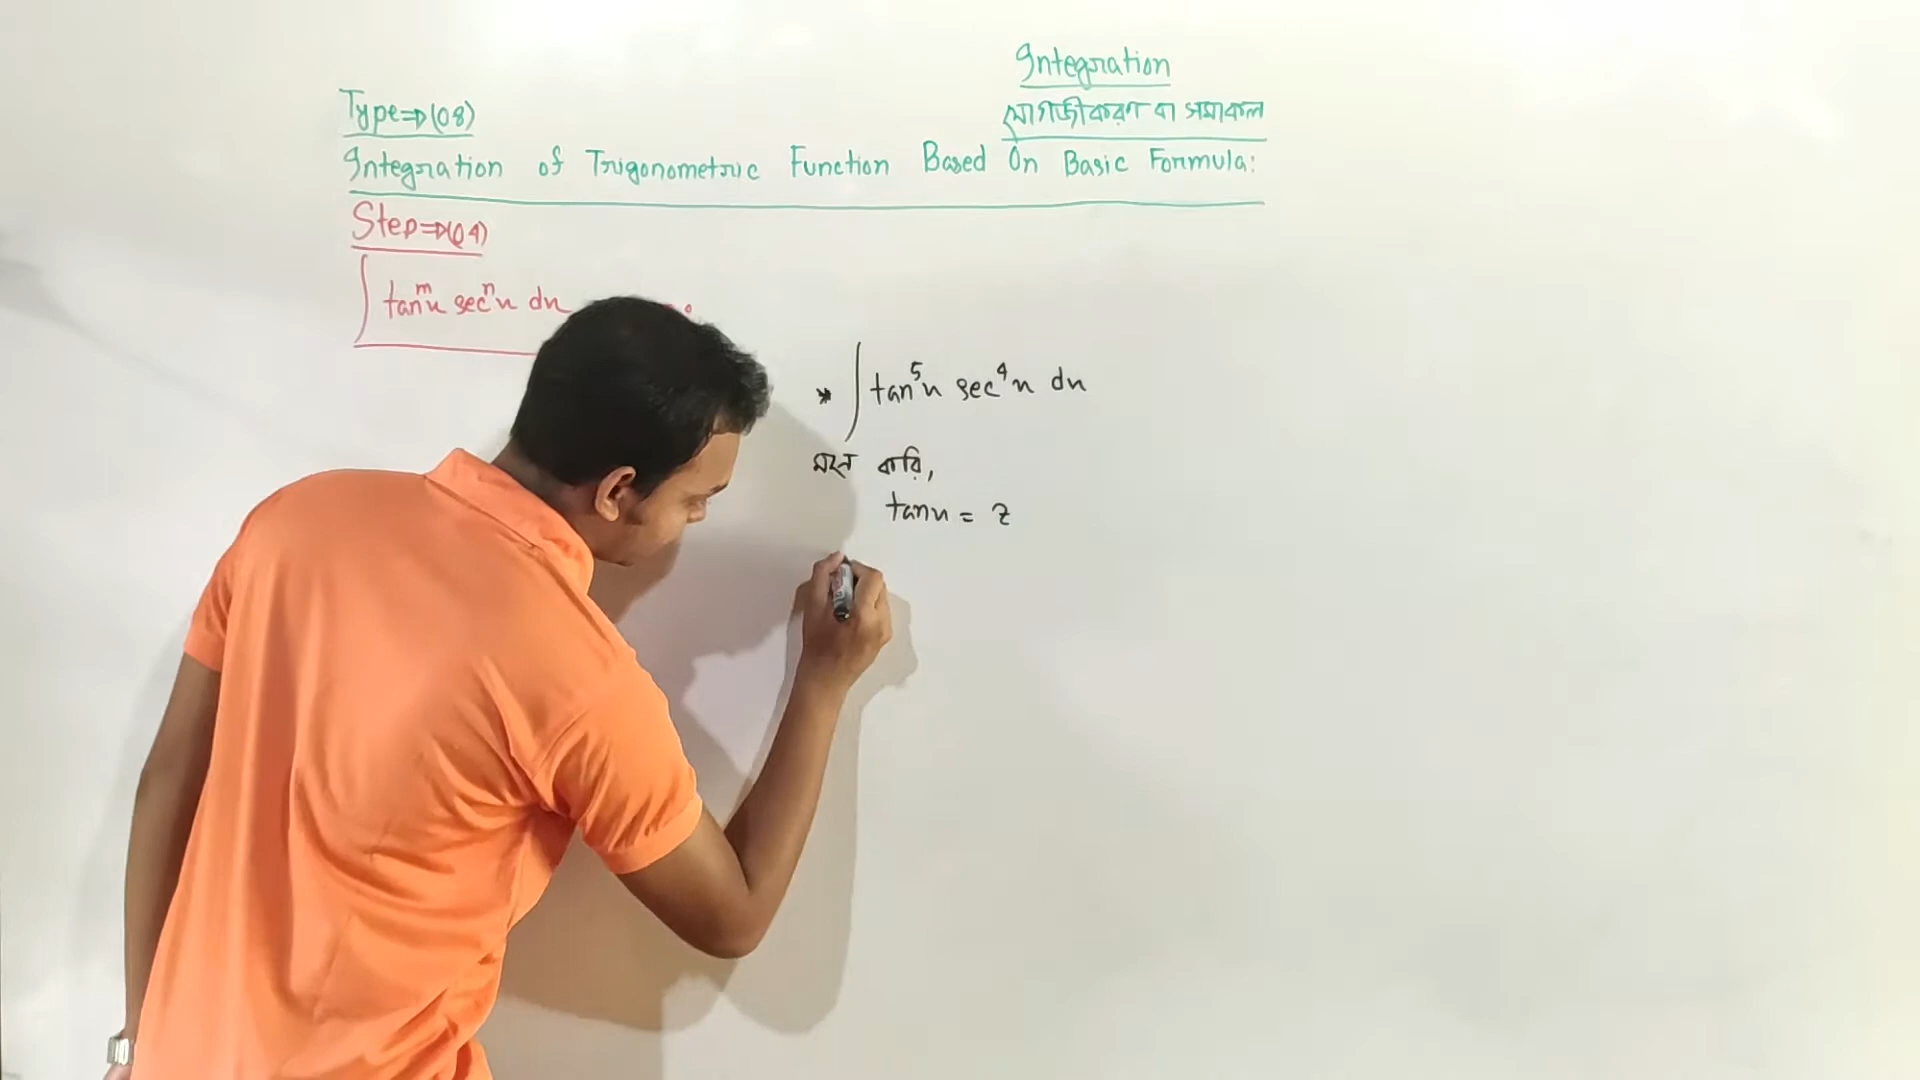 Integration
যোগজীকরণ বা সমাকল
Type⇒(08)
Integration of Trigonometric Function Based On Basic Formula:
Step⇒(04)
∫ tanᵐx secⁿx dx
* ∫ tan⁵x sec⁴x dx
মনে করি,
tanx = z